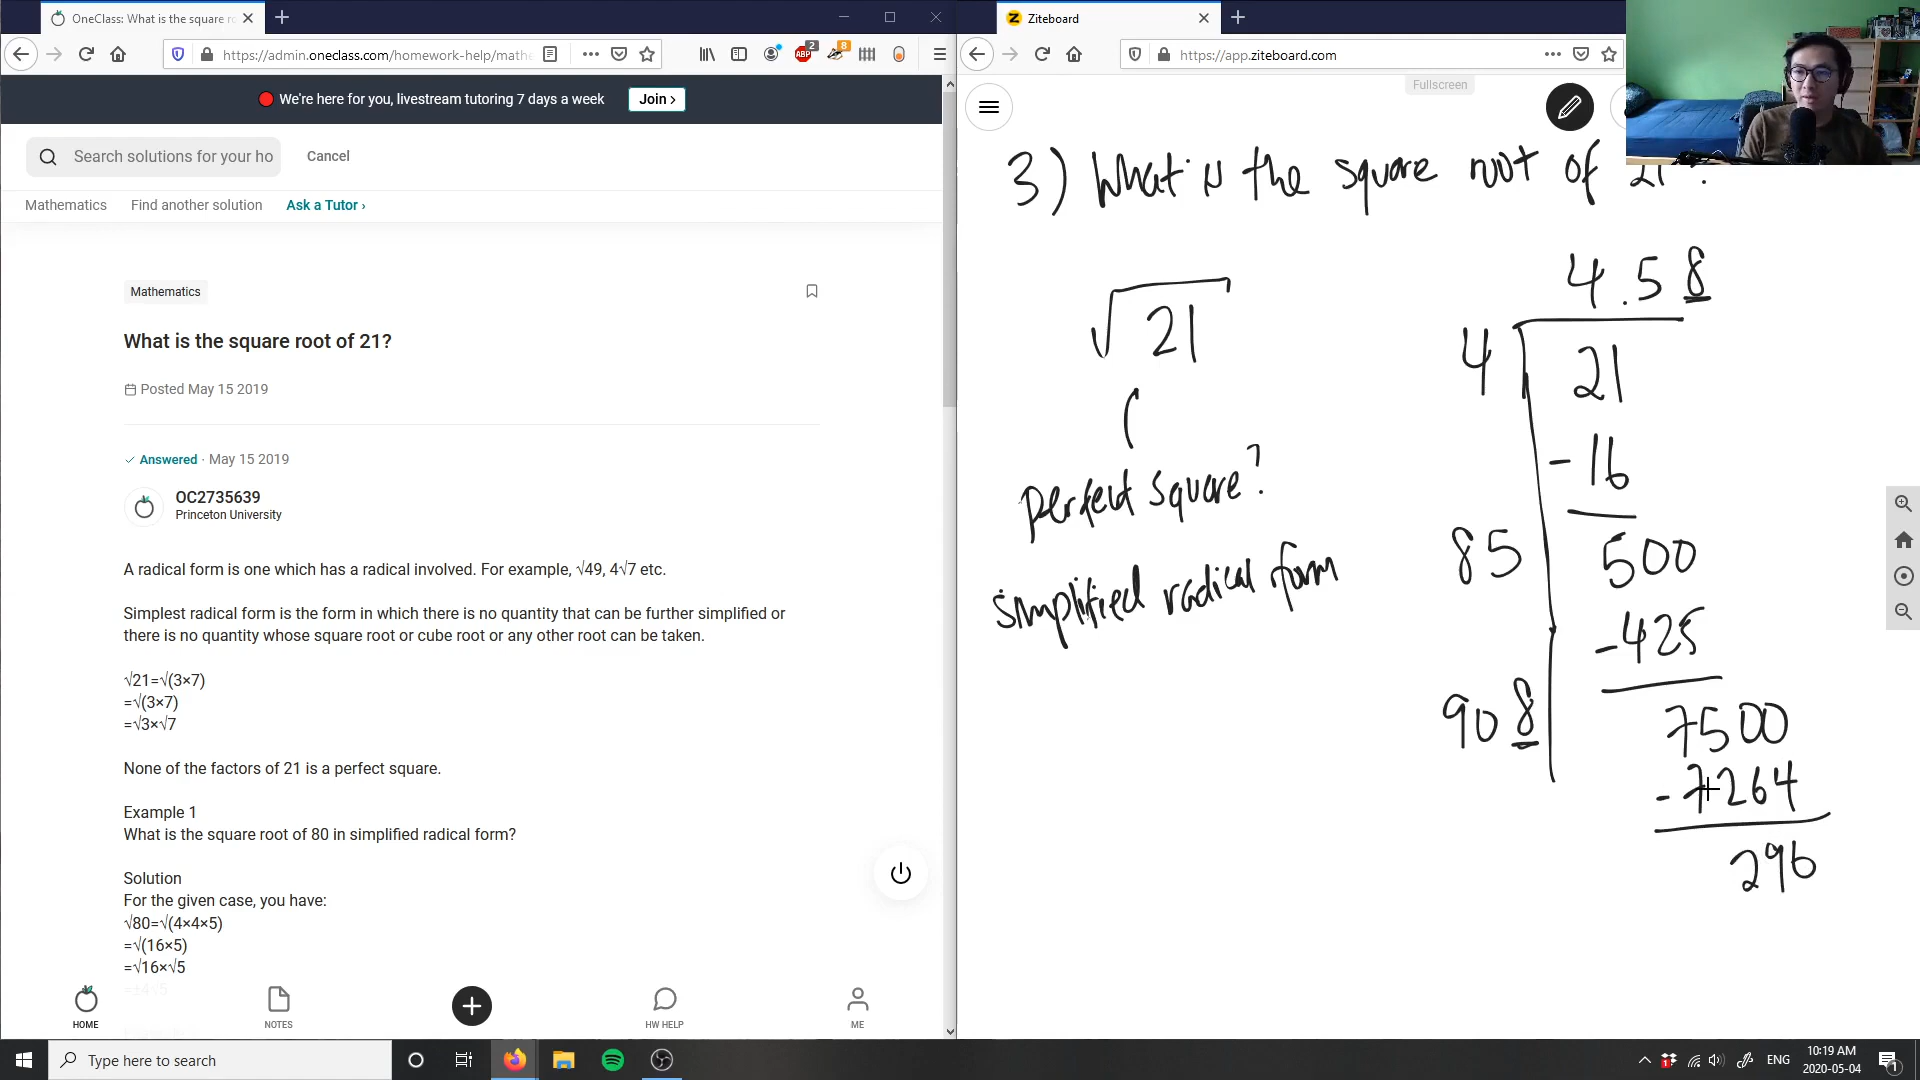 OneClass: What is the square ro
Ziteboard
https://admin.oneclass.com/homework-help/mathe
2
8
https://app.ziteboard.com
We're here for you, livestream tutoring 7 days a week
Join ›
Fullscreen
Search solutions for your ho
Cancel
Mathematics
Find another solution
Ask a Tutor ›
Mathematics
What is the square root of 21?
Posted May 15 2019
Answered · May 15 2019
OC2735639
Princeton University
A radical form is one which has a radical involved. For example, √49, 4√7 etc.
Simplest radical form is the form in which there is no quantity that can be further simplified or
there is no quantity whose square root or cube root or any other root can be taken.
√21=√(3×7)
=√(3×7)
=√3×√7
None of the factors of 21 is a perfect square.
Example 1
What is the square root of 80 in simplified radical form?
Solution
For the given case, you have:
√80=√(4×4×5)
=√(16×5)
=√16×√5
=±4√5
HOME
NOTES
HW HELP
ME
3) What is the square root of 21?
√21
perfect square?
simplified radical form
4.58
4 21
-16
85 500
-425
908 7500
-7264
296
Type here to search
ENG
10:19 AM
2020-05-04
1